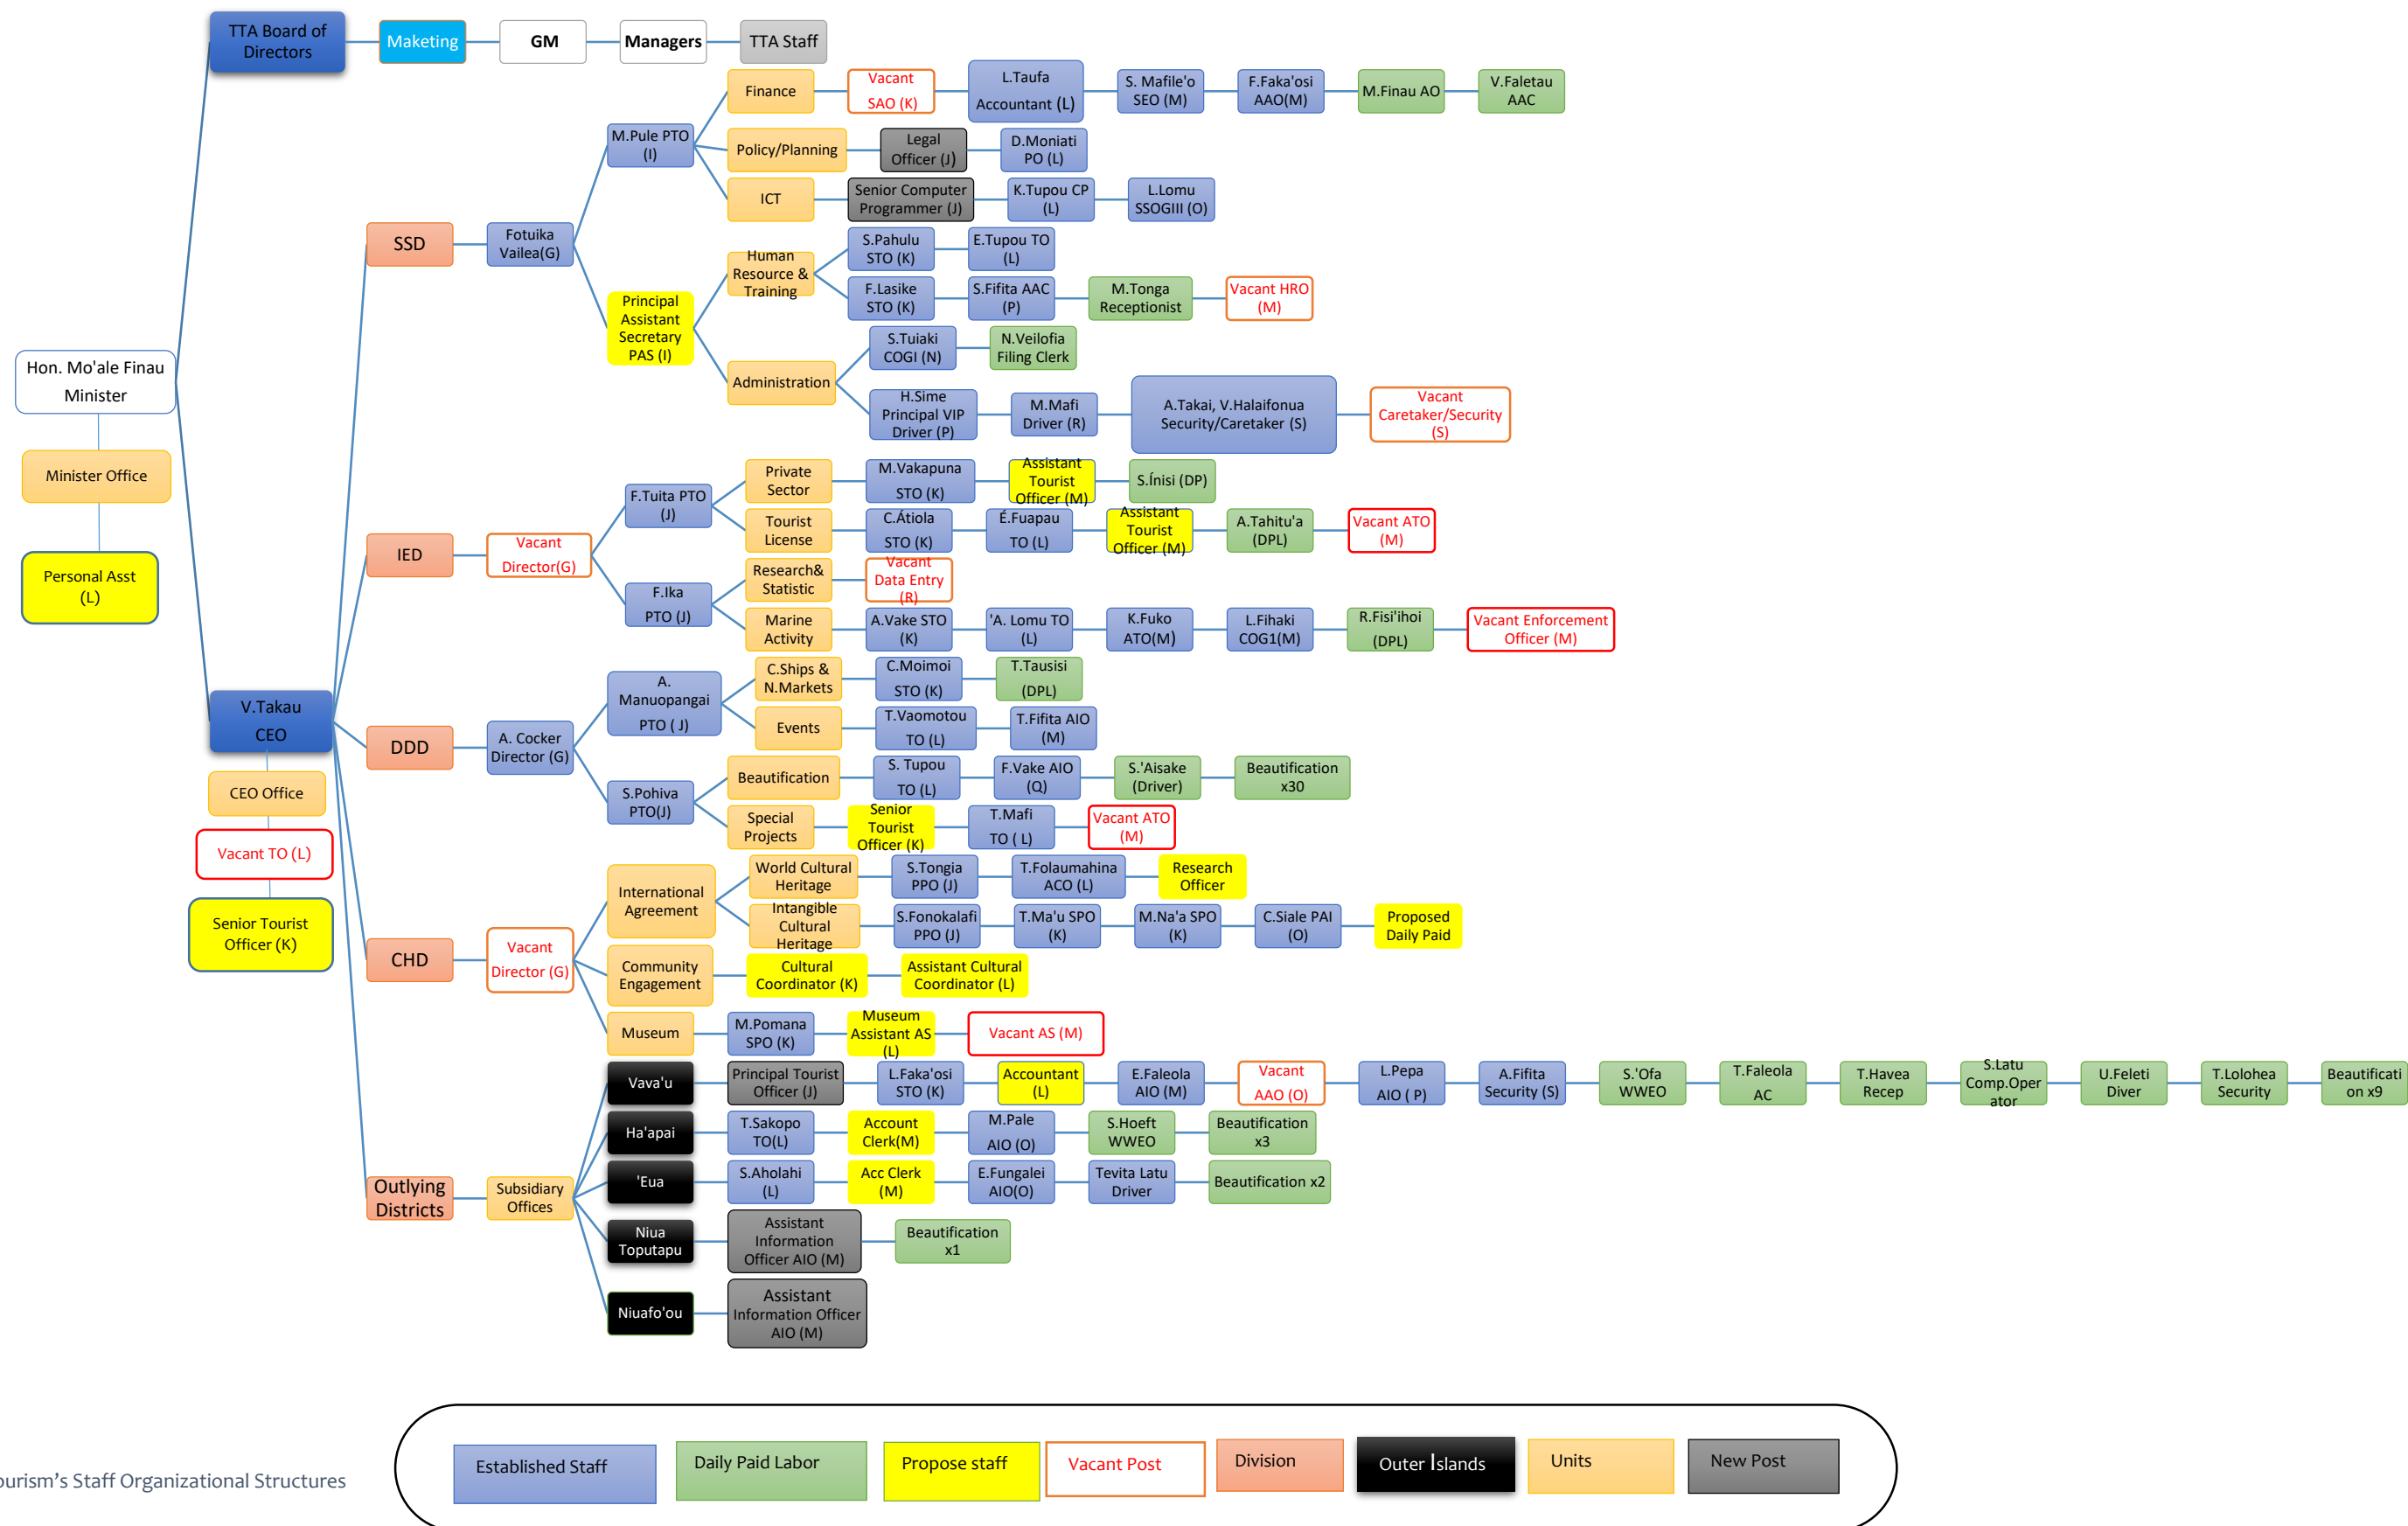 TTA Board of
Directors
Maketing
GM
Managers
TTA Staff
Finance
Vacant
SAO (K)
L.Taufa
Accountant (L)
S. Mafile'o
SEO (M)
F.Faka'osi
AAO(M)
M.Finau AO
V.Faletau
AAC
M.Pule PTO
(I)
Policy/Planning
Legal
Officer (J)
D.Moniati
PO (L)
ICT
Senior Computer
Programmer (J)
K.Tupou CP
(L)
L.Lomu
SSOGIII (O)
SSD
Fotuika
Vailea(G)
Human
Resource &
Training
S.Pahulu
STO (K)
E.Tupou TO
(L)
F.Lasike
STO (K)
S.Fifita AAC
(P)
M.Tonga
Receptionist
Vacant HRO
(M)
Principal
Assistant
Secretary
PAS (I)
Administration
S.Tuiaki
COGI (N)
N.Veilofia
Filing Clerk
H.Sime
Principal VIP
Driver (P)
M.Mafi
Driver (R)
A.Takai, V.Halaifonua
Security/Caretaker (S)
Vacant
Caretaker/Security
(S)
Hon. Mo'ale Finau
Minister
Minister Office
Personal Asst
(L)
IED
Vacant
Director(G)
F.Tuita PTO
(J)
Private
Sector
M.Vakapuna
STO (K)
Assistant
Tourist
Officer (M)
S.Ínisi (DP)
Tourist
License
C.Átiola
STO (K)
É.Fuapau
TO (L)
Assistant
Tourist
Officer (M)
A.Tahitu'a
(DPL)
Vacant ATO
(M)
F.Ika
PTO (J)
Research&
Statistic
Vacant
Data Entry
(R)
Marine
Activity
A.Vake STO
(K)
'A. Lomu TO
(L)
K.Fuko
ATO(M)
L.Fihaki
COG1(M)
R.Fisi'ihoi
(DPL)
Vacant Enforcement
Officer (M)
V.Takau
CEO
CEO Office
Vacant TO (L)
Senior Tourist
Officer (K)
DDD
A. Cocker
Director (G)
A.
Manuopangai
PTO ( J)
C.Ships &
N.Markets
C.Moimoi
STO (K)
T.Tausisi
(DPL)
Events
T.Vaomotou
TO (L)
T.Fifita AIO
(M)
S.Pohiva
PTO(J)
Beautification
S. Tupou
TO (L)
F.Vake AIO
(Q)
S.'Aisake
(Driver)
Beautification
x30
Special
Projects
Senior
Tourist
Officer (K)
T.Mafi
TO ( L)
Vacant ATO
(M)
CHD
Vacant
Director (G)
International
Agreement
World Cultural
Heritage
S.Tongia
PPO (J)
T.Folaumahina
ACO (L)
Research
Officer
Intangible
Cultural
Heritage
S.Fonokalafi
PPO (J)
T.Ma'u SPO
(K)
M.Na'a SPO
(K)
C.Siale PAI
(O)
Proposed
Daily Paid
Community
Engagement
Cultural
Coordinator (K)
Assistant Cultural
Coordinator (L)
Museum
M.Pomana
SPO (K)
Museum
Assistant AS
(L)
Vacant AS (M)
Outlying
Districts
Subsidiary
Offices
Vava'u
Principal Tourist
Officer (J)
L.Faka'osi
STO (K)
Accountant
(L)
E.Faleola
AIO (M)
Vacant
AAO (O)
L.Pepa
AIO ( P)
A.Fifita
Security (S)
S.'Ofa
WWEO
T.Faleola
AC
T.Havea
Recep
S.Latu
Comp.Oper
ator
U.Feleti
Diver
T.Lolohea
Security
Beautificati
on x9
Ha'apai
T.Sakopo
TO(L)
Account
Clerk(M)
M.Pale
AIO (O)
S.Hoeft
WWEO
Beautification
x3
'Eua
S.Aholahi
(L)
Acc Clerk
(M)
E.Fungalei
AIO(O)
Tevita Latu
Driver
Beautification x2
Niua
Toputapu
Assistant
Information
Officer AIO (M)
Beautification
x1
Niuafo'ou
Assistant
Information Officer
AIO (M)
ourism's Staff Organizational Structures
Established Staff
Daily Paid Labor
Propose staff
Vacant Post
Division
Outer Islands
Units
New Post